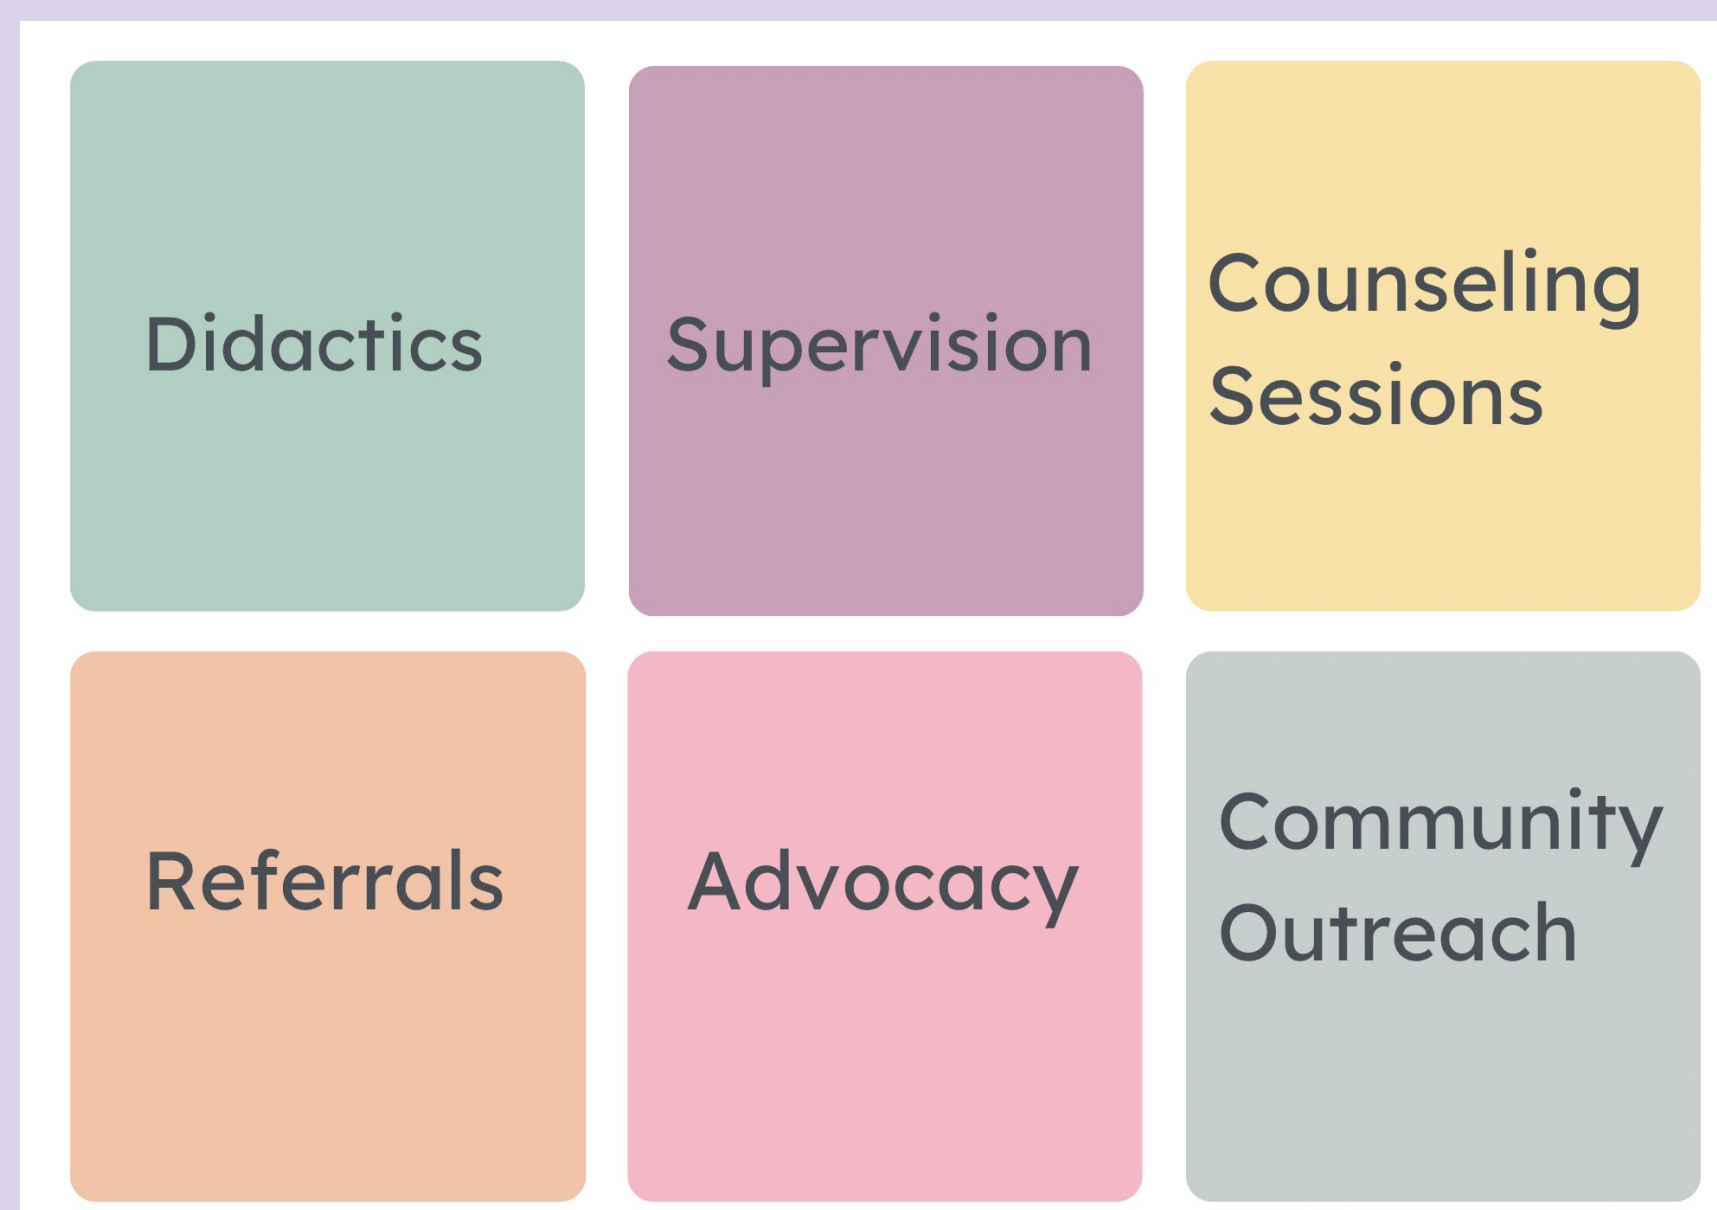 Didactics
Supervision
Counseling
Sessions
Referrals
Advocacy
Community
Outreach